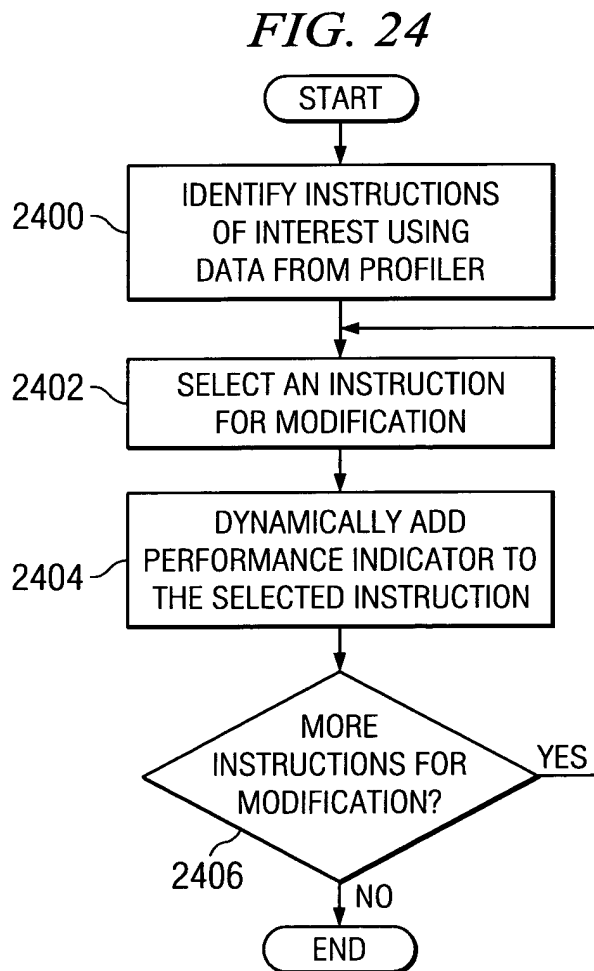 FIG. 24
START
2400
IDENTIFY INSTRUCTIONS
OF INTEREST USING
DATA FROM PROFILER
2402
SELECT AN INSTRUCTION
FOR MODIFICATION
2404
DYNAMICALLY ADD
PERFORMANCE INDICATOR TO
THE SELECTED INSTRUCTION
MORE
INSTRUCTIONS FOR
MODIFICATION?
YES
2406
NO
END